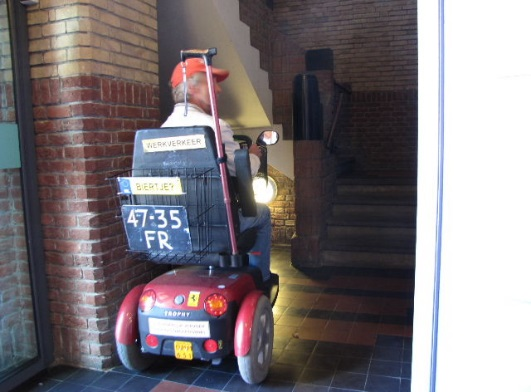 WERKVERKEER
BIERTJE?
47-35
FR
TROPHY